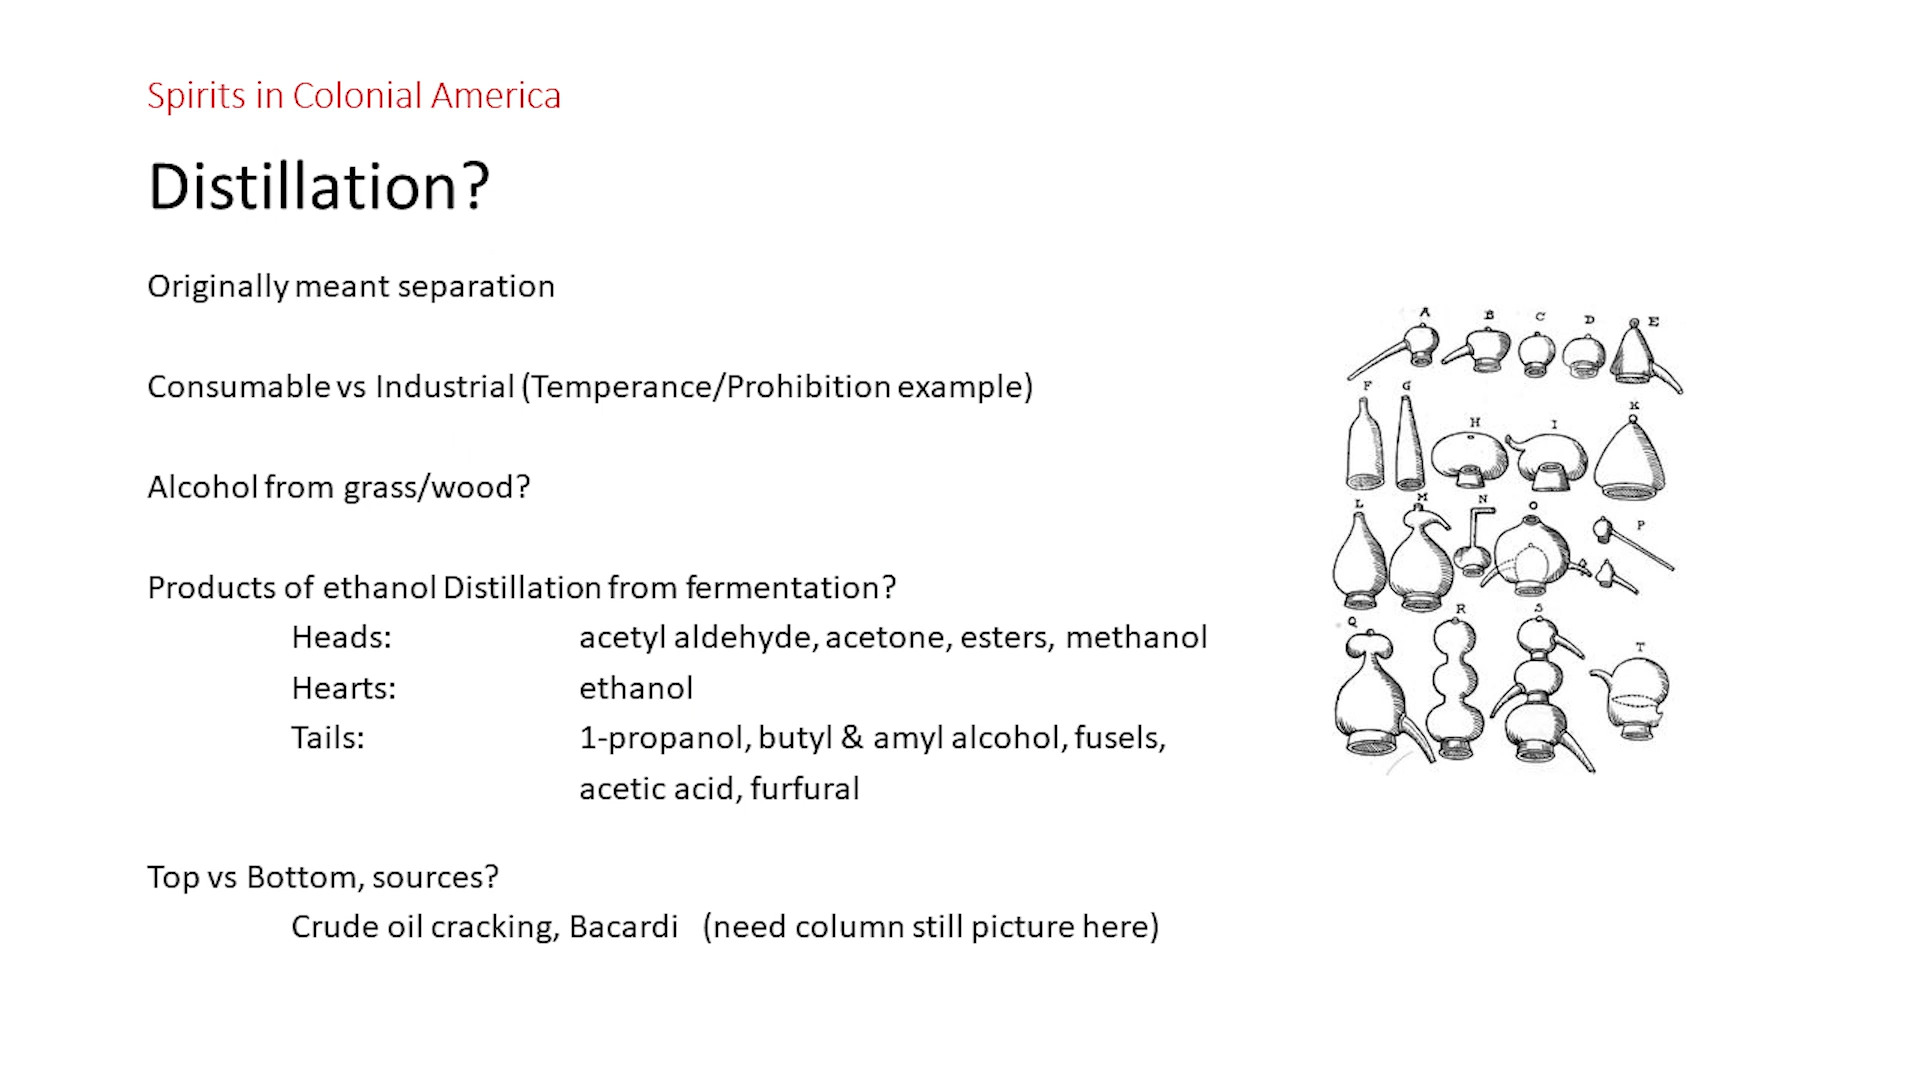 Spirits in Colonial America
Distillation?
Originally meant separation
Consumable vs Industrial (Temperance/Prohibition example)
Alcohol from grass/wood?
Products of ethanol Distillation from fermentation?
Heads: acetyl aldehyde, acetone, esters, methanol
Hearts: ethanol
Tails: 1-propanol, butyl & amyl alcohol, fusels,
acetic acid, furfural
Top vs Bottom, sources?
Crude oil cracking, Bacardi (need column still picture here)
A B C D E
F G H I K
L M N O P
Q R S T